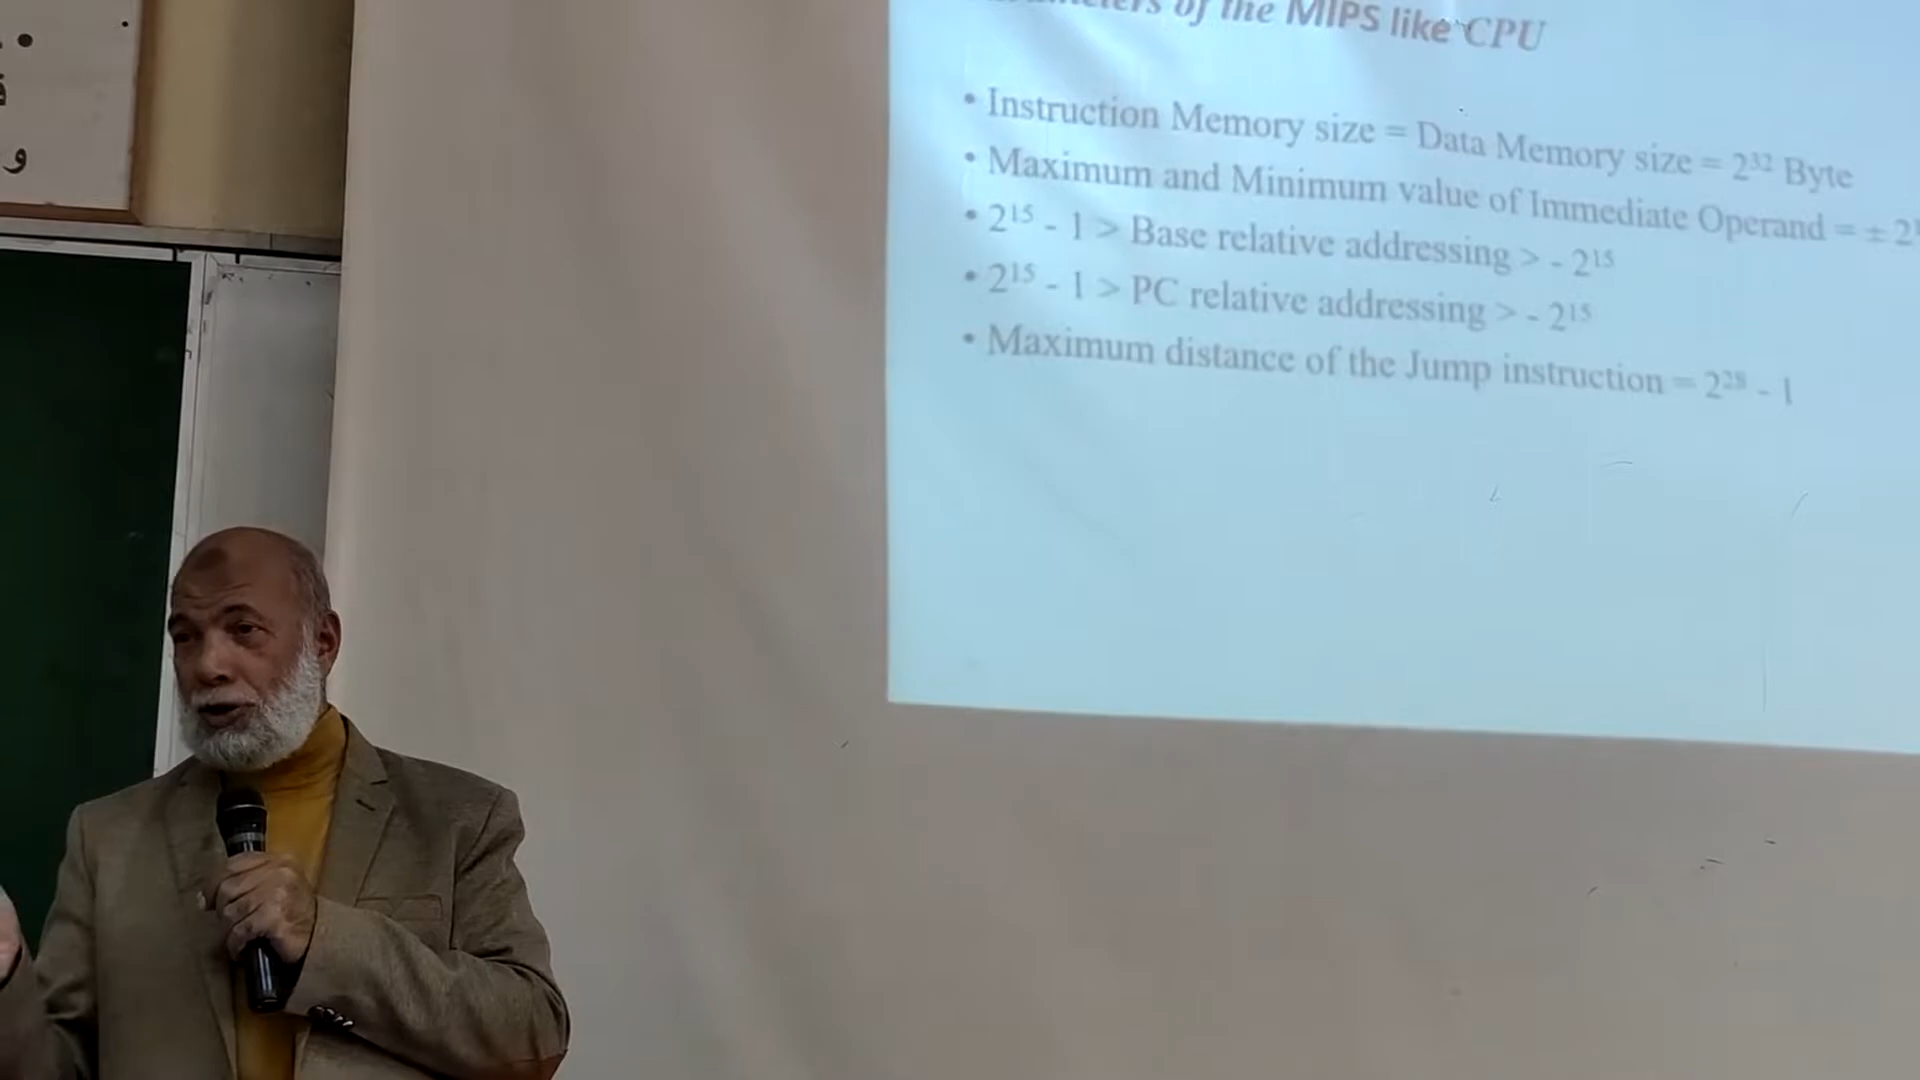 of the MIPS like CPU
• Instruction Memory size = Data Memory size = 2³² Byte
• Maximum and Minimum value of Immediate Operand = ± 2
• 2¹⁵ - 1 > Base relative addressing > - 2¹⁵
• 2¹⁵ - 1 > PC relative addressing > - 2¹⁵
• Maximum distance of the Jump instruction = 2²⁸ - 1